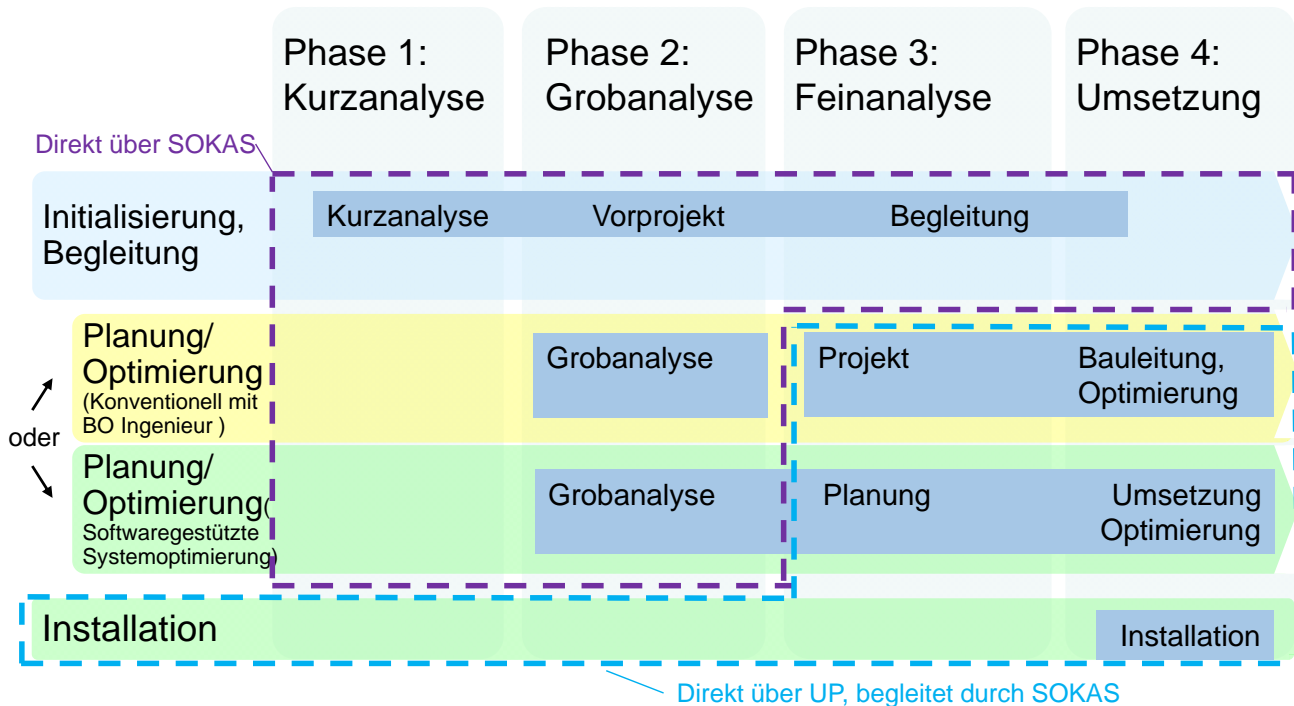 Phase 1:
Kurzanalyse
Phase 2:
Grobanalyse
Phase 3:
Feinanalyse
Phase 4:
Umsetzung
Direkt über SOKAS
Initialisierung,
Begleitung
Kurzanalyse
Vorprojekt
Begleitung
oder
Planung/
Optimierung
(Konventionell mit
BO Ingenieur )
Grobanalyse
Projekt
Bauleitung,
Optimierung
Planung/
Optimierung(
Softwaregestützte
Systemoptimierung)
Grobanalyse
Planung
Umsetzung
Optimierung
Installation
Installation
Direkt über UP, begleitet durch SOKAS